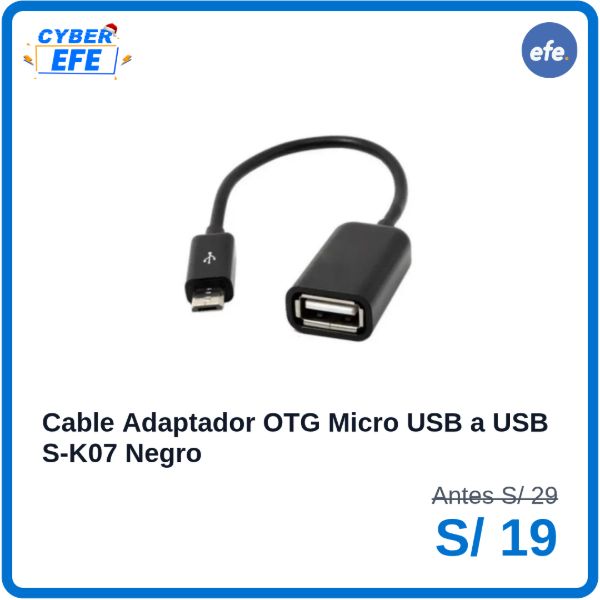 CYBER
EFE
efe.
Cable Adaptador OTG Micro USB a USB
S-K07 Negro
Antes S/ 29
S/ 19